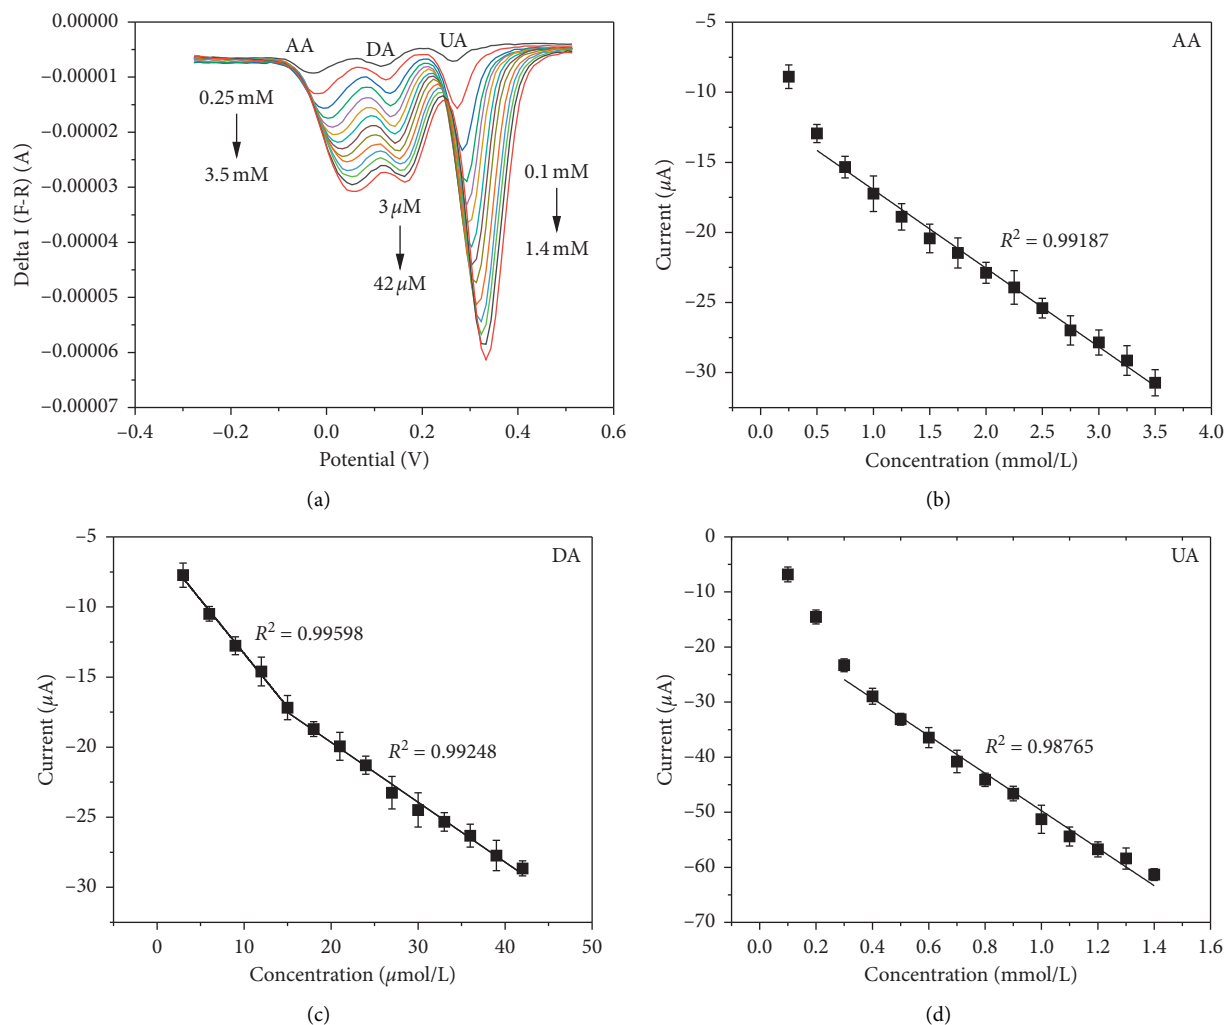 0.00000
−0.00001
−0.00002
−0.00003
−0.00004
−0.00005
−0.00006
−0.00007
Delta I (F-R) (A)
AA
DA
UA
0.25 mM
3.5 mM
3 μM
42 μM
0.1 mM
1.4 mM
−0.4 −0.2 0.0 0.2 0.4 0.6
Potential (V)
(a)
−5
−10
−15
−20
−25
−30
Current (μA)
AA
R² = 0.99187
0.0 0.5 1.0 1.5 2.0 2.5 3.0 3.5 4.0
Concentration (mmol/L)
(b)
−5
−10
−15
−20
−25
−30
Current (μA)
DA
R² = 0.99598
R² = 0.99248
0 10 20 30 40 50
Concentration (μmol/L)
(c)
0
−10
−20
−30
−40
−50
−60
−70
Current (μA)
UA
R² = 0.98765
0.0 0.2 0.4 0.6 0.8 1.0 1.2 1.4 1.6
Concentration (mmol/L)
(d)